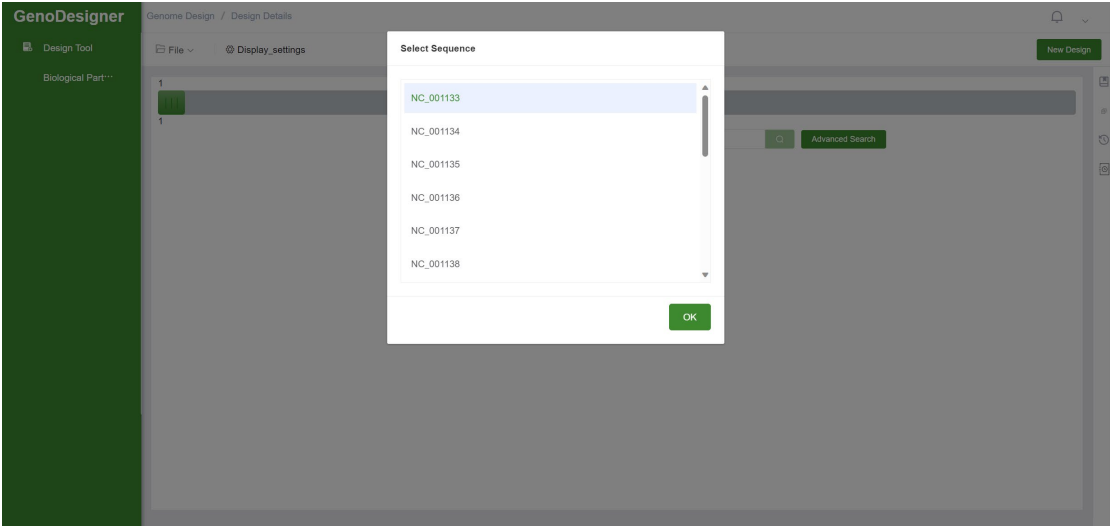 GenoDesigner
Genome Design / Design Details
Design Tool
Biological Part···
File
Display_settings
New Design
1
1
Advanced Search
Select Sequence
NC_001133
NC_001134
NC_001135
NC_001136
NC_001137
NC_001138
OK